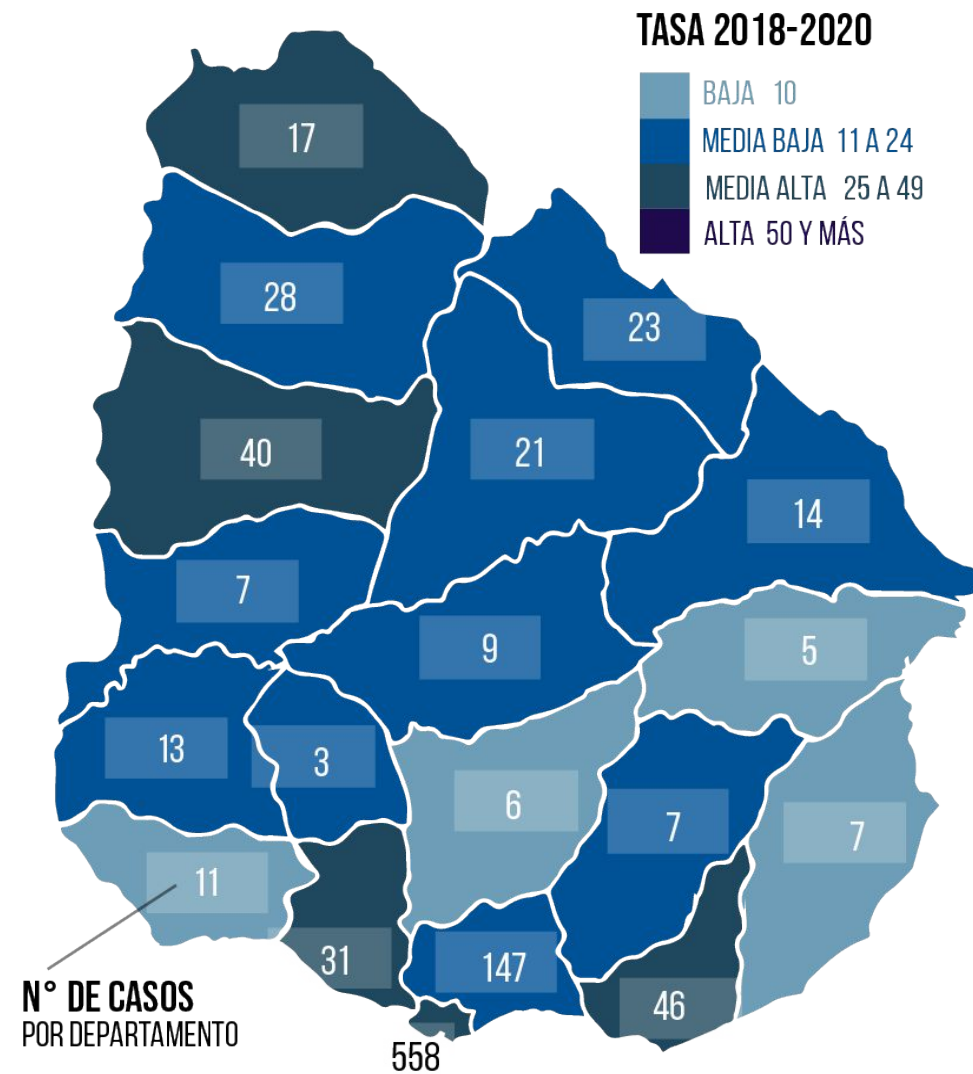 TASA 2018-2020
BAJA 10
MEDIA BAJA 11 A 24
MEDIA ALTA 25 A 49
ALTA 50 Y MÁS
17
28
23
40
21
14
7
9
5
13
3
6
7
7
11
31
147
46
N° DE CASOS
POR DEPARTAMENTO
558